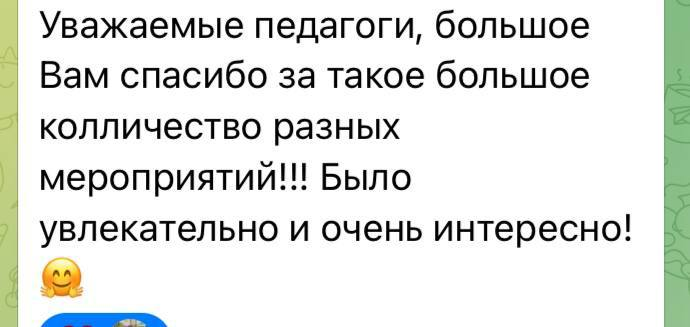 Уважаемые педагоги, большое
Вам спасибо за такое большое
колличество разных
мероприятий!!! Было
увлекательно и очень интересно!
🤗